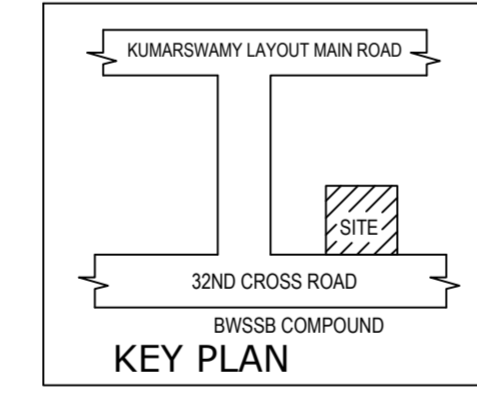 KUMARSWAMY LAYOUT MAIN ROAD
SITE
32ND CROSS ROAD
BWSSB COMPOUND
KEY PLAN